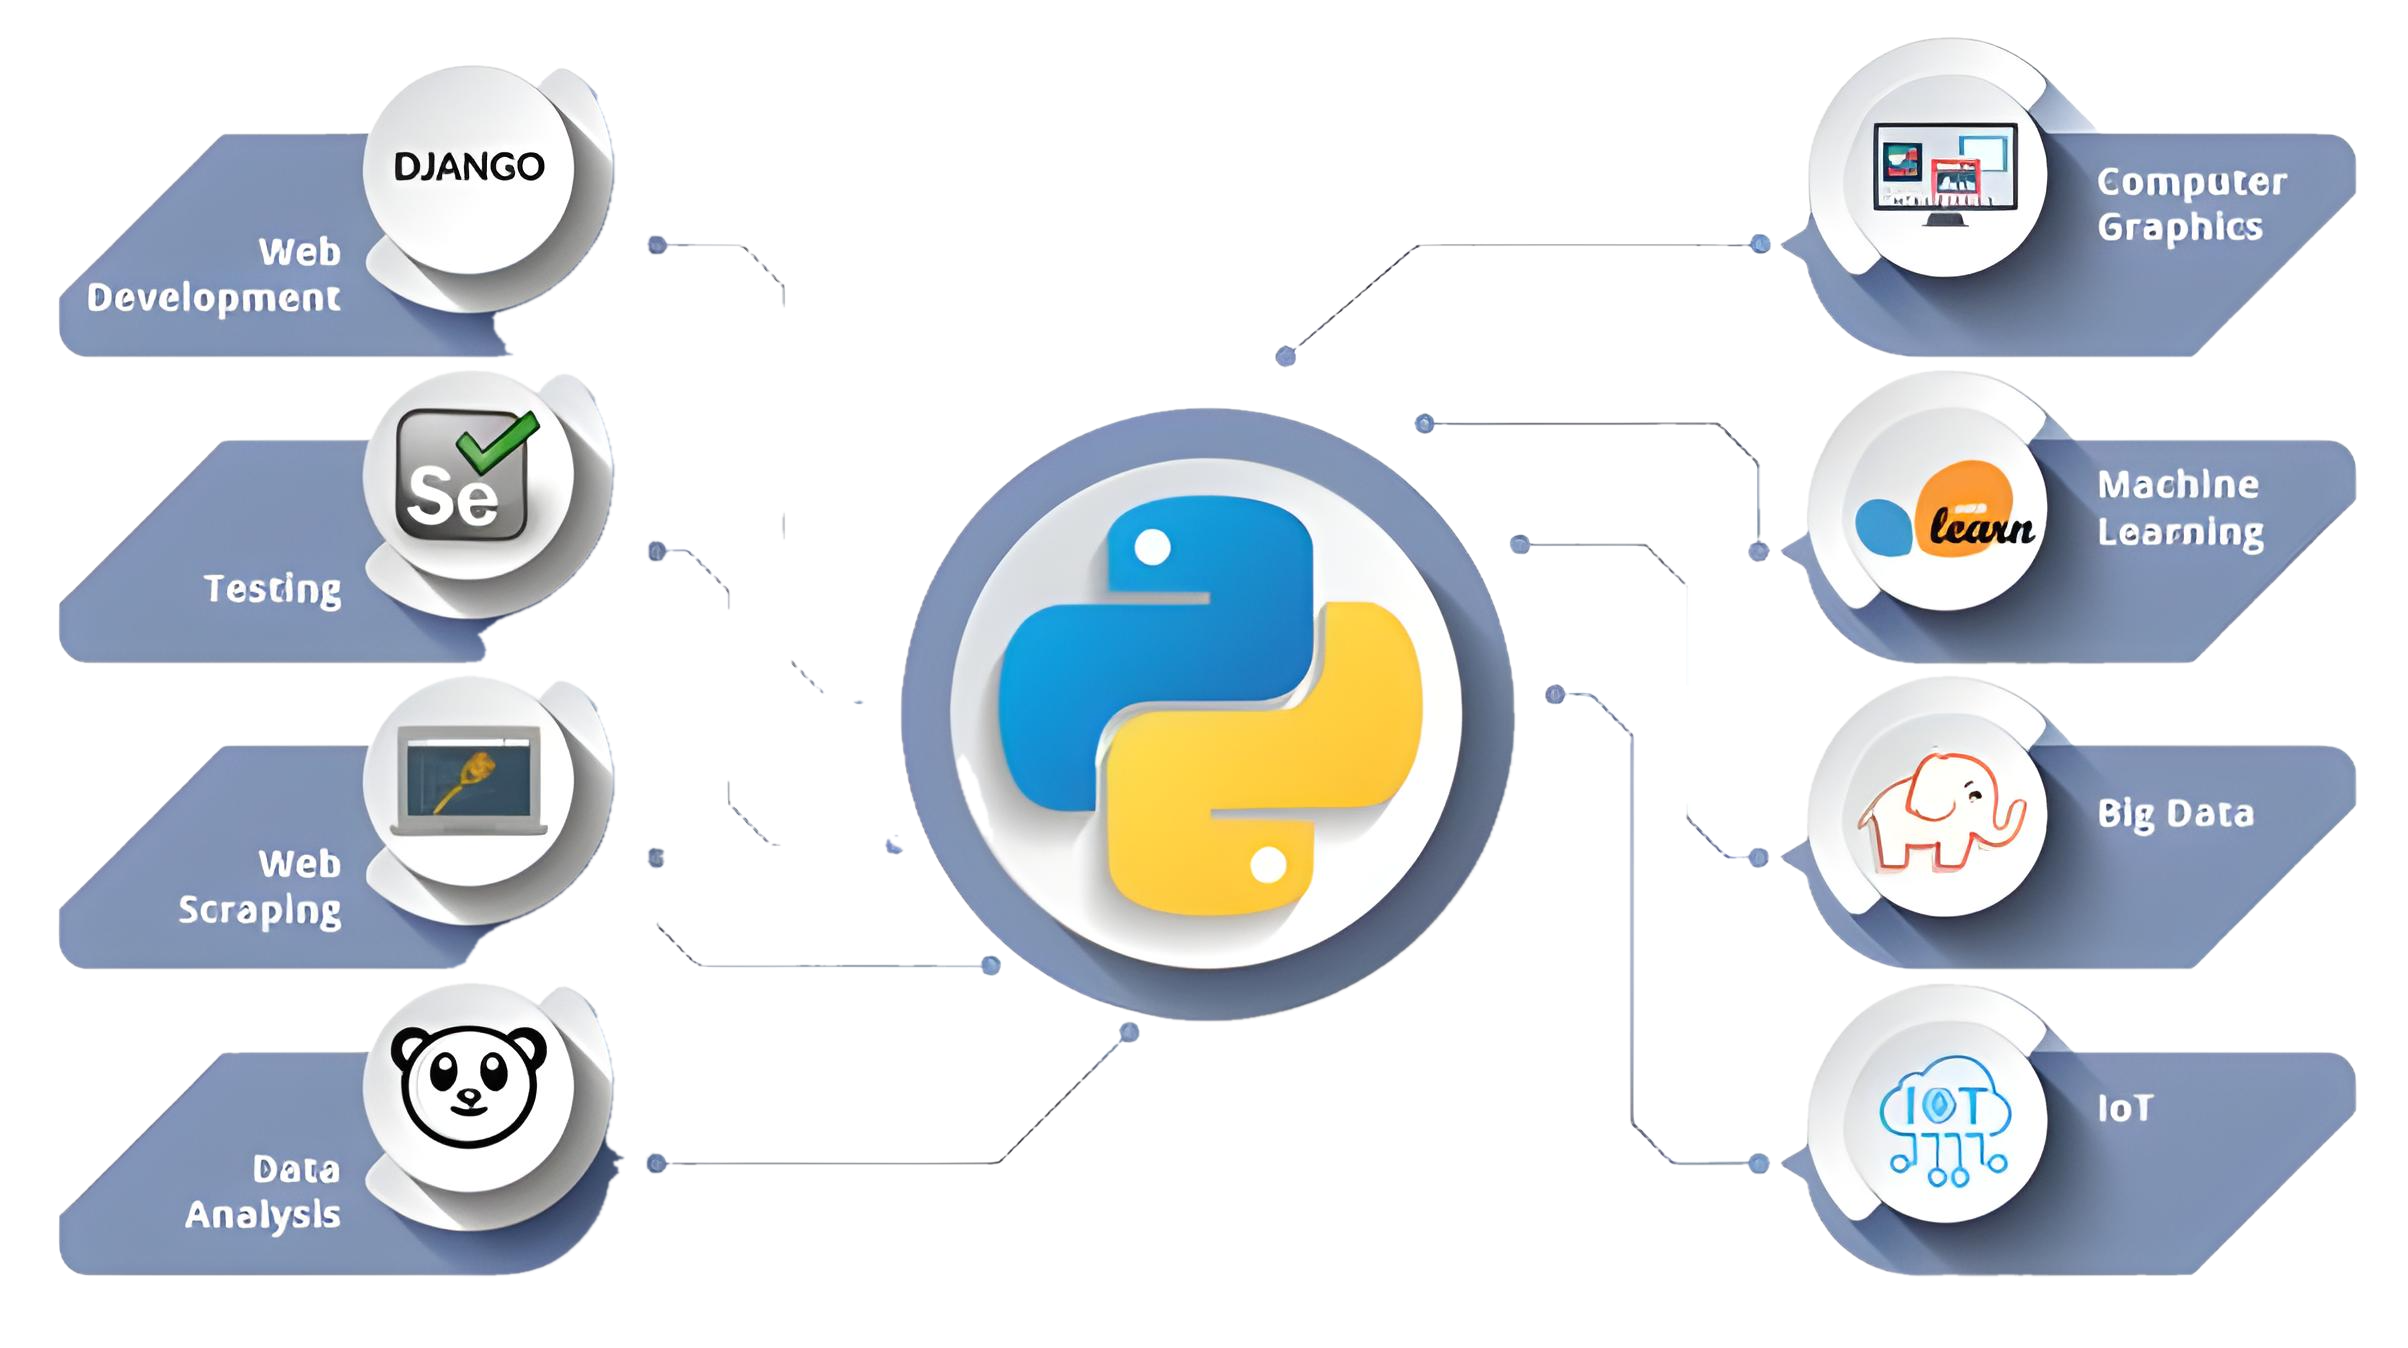 DJANGO
Web
Development
Se
Testing
Web
Scraping
Data
Analysis
Computer
Graphics
learn
Machine
Learning
Big Data
IOT
IoT